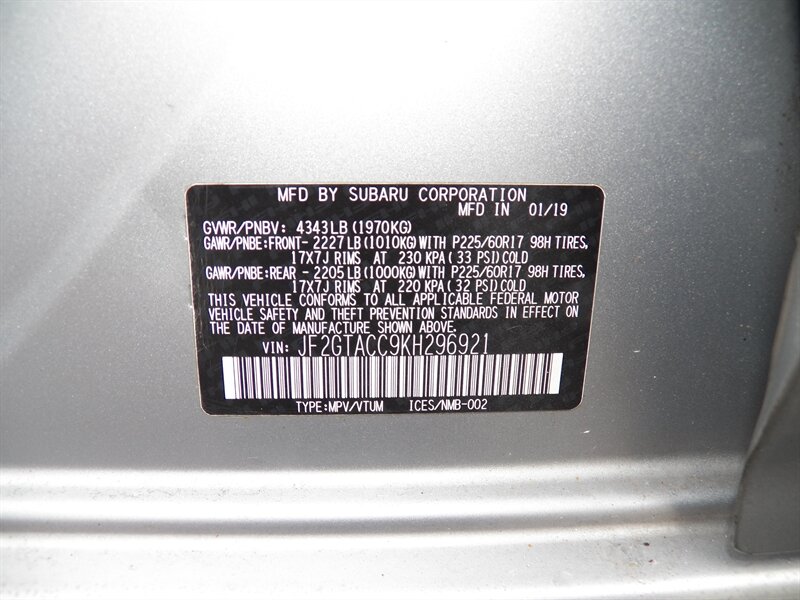 MFD BY SUBARU CORPORATION
MFD IN 01/19
GVWR/PNBV: 4343LB(1970KG)
GAWR/PNBE:FRONT- 2227LB(1010KG)WITH P225/60R17 98H TIRES,
17X7J RIMS AT 230 KPA(33 PSI)COLD
GAWR/PNBE:REAR - 2205LB(1000KG)WITH P225/60R17 98H TIRES,
17X7J RIMS AT 220 KPA(32 PSI)COLD
THIS VEHICLE CONFORMS TO ALL APPLICABLE FEDERAL MOTOR
VEHICLE SAFETY AND THEFT PREVENTION STANDARDS IN EFFECT ON
THE DATE OF MANUFACTURE SHOWN ABOVE.
VIN: JF2GTACC9KH296921
TYPE:MPV/VTUM ICES/NMB-002